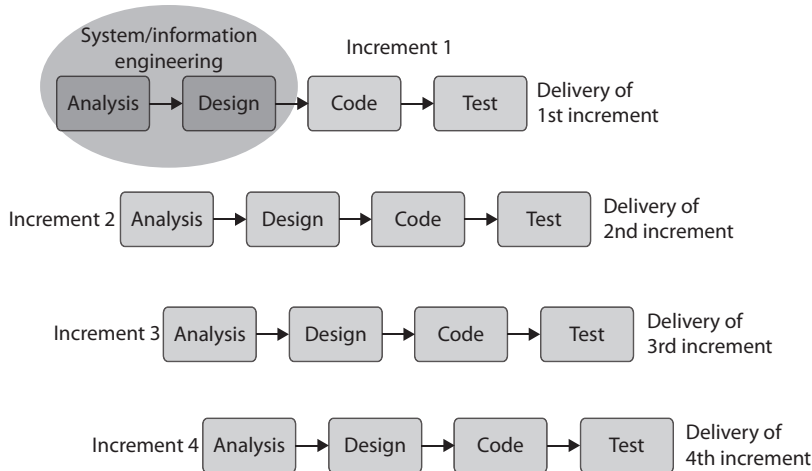 System/information
engineering
Increment 1
Analysis
Design
Code
Test
Delivery of
1st increment
Increment 2
Analysis
Design
Code
Test
Delivery of
2nd increment
Increment 3
Analysis
Design
Code
Test
Delivery of
3rd increment
Increment 4
Analysis
Design
Code
Test
Delivery of
4th increment